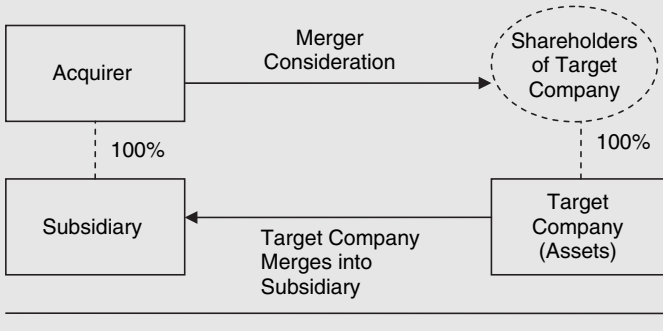 Acquirer
Merger
Consideration
Shareholders
of Target
Company
100%
100%
Subsidiary
Target Company
Merges into
Subsidiary
Target
Company
(Assets)